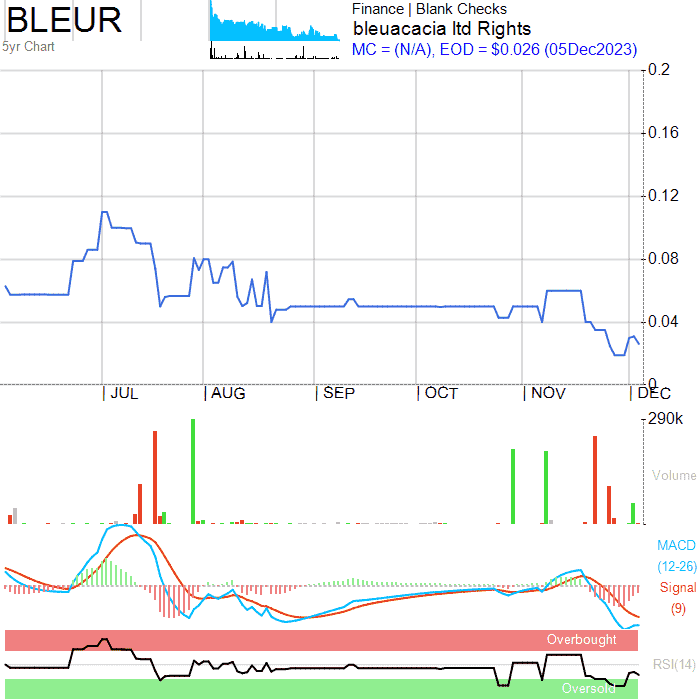 BLEUR
5yr Chart
Finance | Blank Checks
bleuacacia ltd Rights
MC = (N/A), EOD = $0.026 (05Dec2023)
0.2
0.16
0.12
0.08
0.04
0
| JUL | AUG | SEP | OCT | NOV | DEC
290k
Volume
MACD
(12-26)
Signal
(9)
Overbought
RSI(14)
Oversold